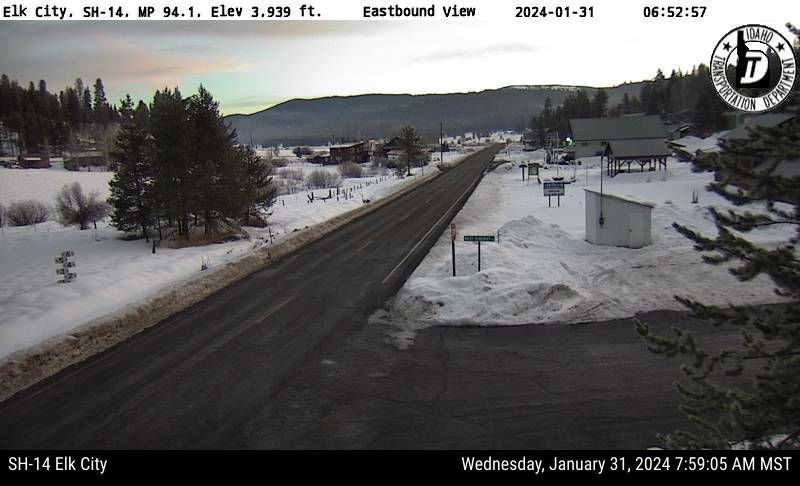 Elk City, SH-14, MP 94.1, Elev 3,939 ft. Eastbound View 2024-01-31 06:52:57
IDAHO
TRANSPORTATION DEPARTMENT
SH-14 Elk City Wednesday, January 31, 2024 7:59:05 AM MST